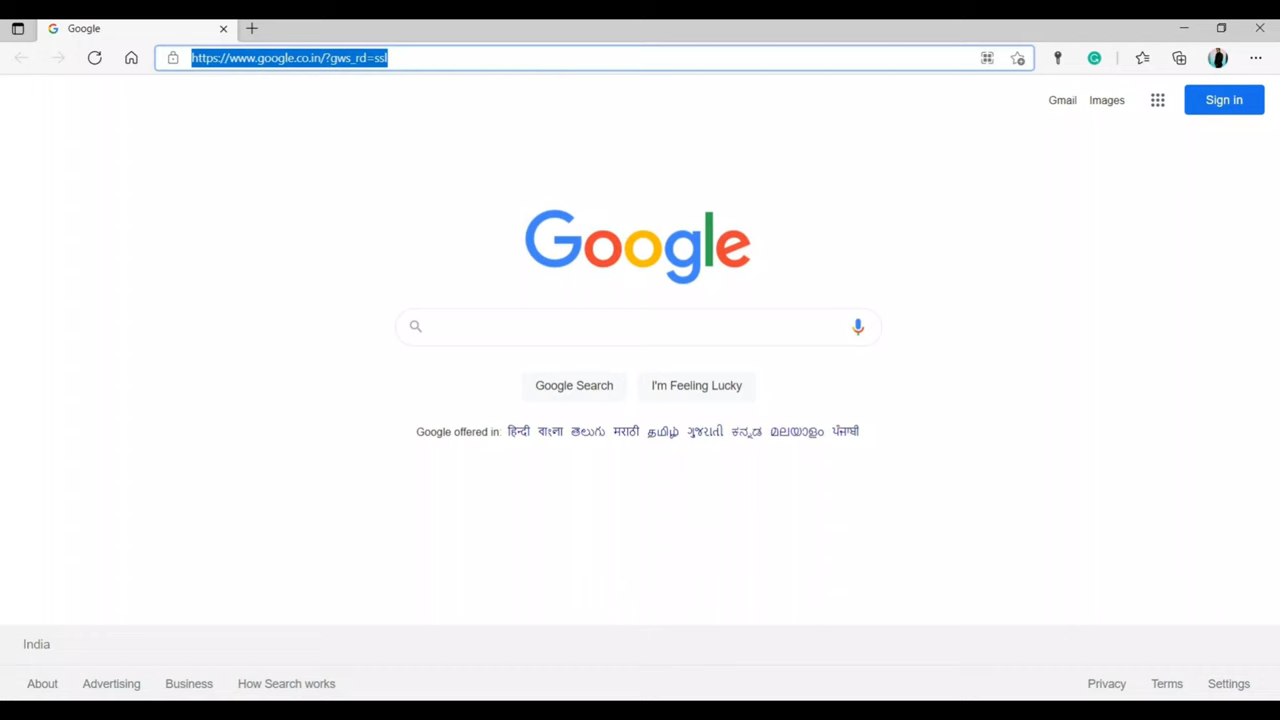 Google
https://www.google.co.in/?gws_rd=ssl
Gmail Images Sign in
Google
Google Search I'm Feeling Lucky
Google offered in: हिन्दी বাংলা తెలుగు मराठी தமிழ் ગુજરાતી ಕನ್ನಡ മലയാളം ਪੰਜਾਬੀ
India
About Advertising Business How Search works Privacy Terms Settings